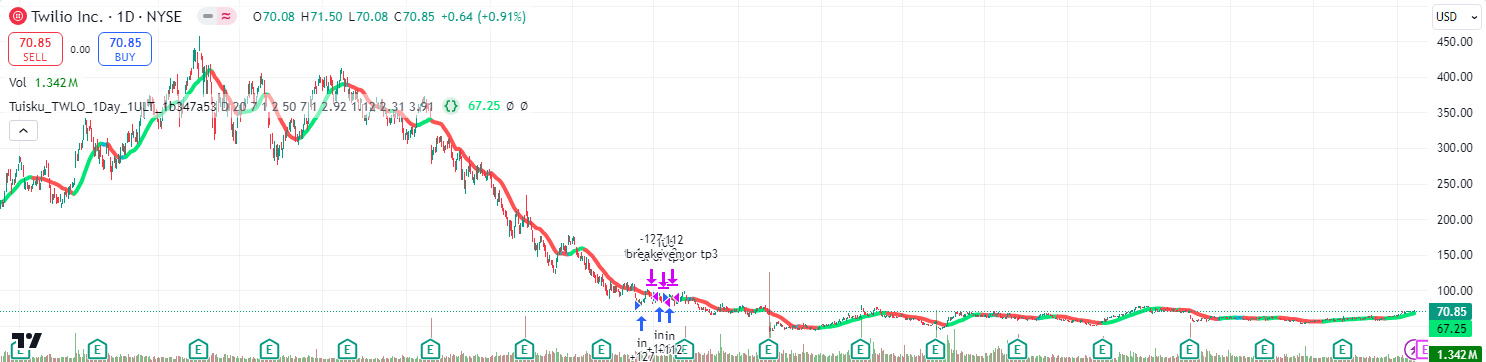 Twilio Inc. · 1D · NYSE O70.08 H71.50 L70.08 C70.85 +0.64 (+0.91%)
USD
70.85 SELL
0.00
70.85 BUY
Vol 1.342 M
Tuisku_TWLO_1Day_1ULT_1b347a53 D 20 7 1 2 50 7 1 2.92 1.12 2.31 3.91 {} 67.25 Ø Ø
450.00
400.00
350.00
300.00
250.00
200.00
150.00
100.00
70.85
67.25
1.342 M
breakeven or tp3
in
in
in
E E E E E E E E E E E E E E E E E E